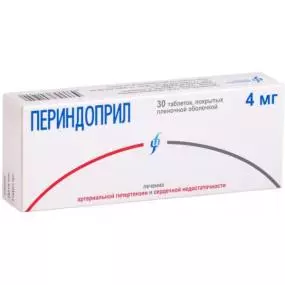 30 таблеток, покрытых
пленочной оболочкой
4 мг
ПЕРИНДОПРИЛ
лечение
артериальной гипертензии и сердечной недостаточности